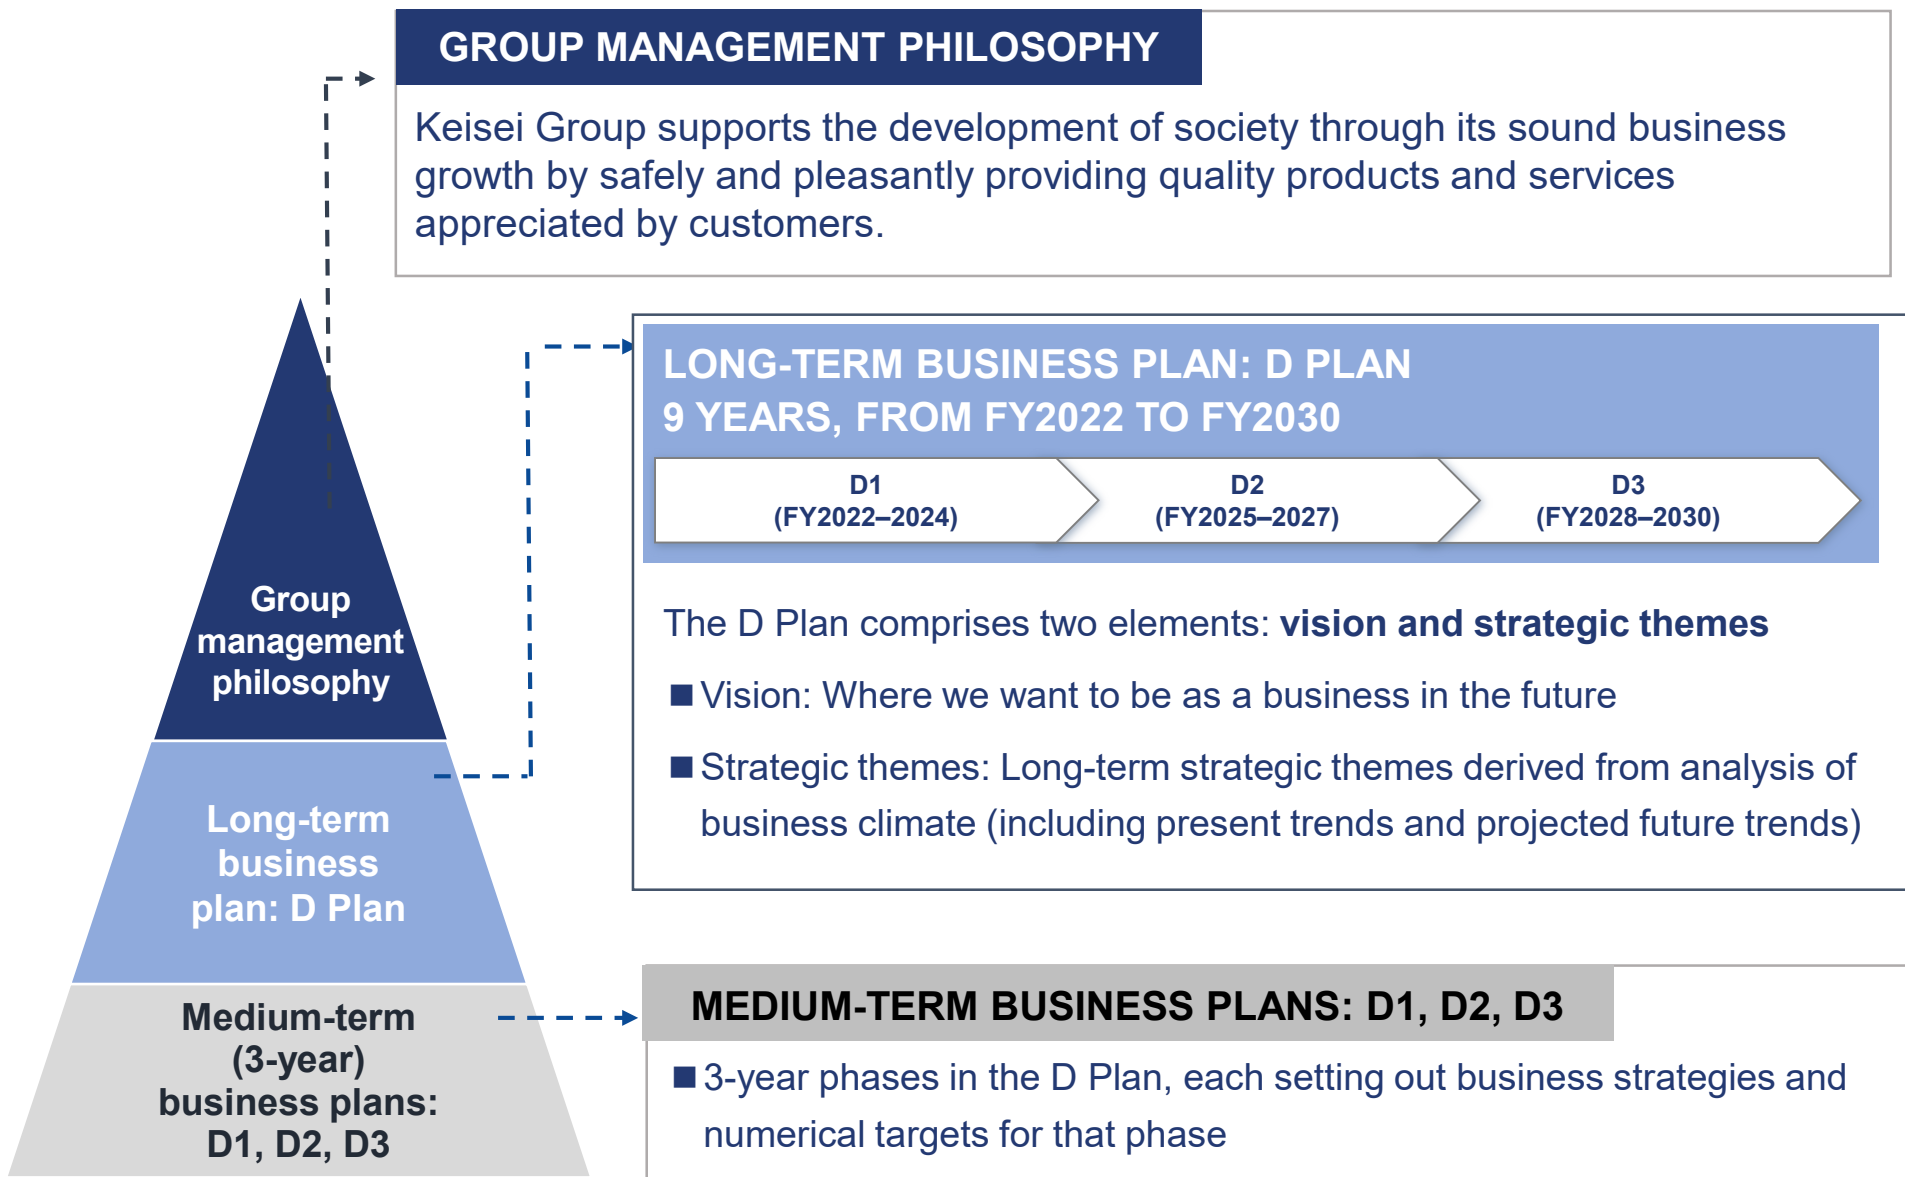 GROUP MANAGEMENT PHILOSOPHY
Keisei Group supports the development of society through its sound business
growth by safely and pleasantly providing quality products and services
appreciated by customers.
Group
management
philosophy
Long-term
business
plan: D Plan
Medium-term
(3-year)
business plans:
D1, D2, D3
LONG-TERM BUSINESS PLAN: D PLAN
9 YEARS, FROM FY2022 TO FY2030
D1
(FY2022–2024)
D2
(FY2025–2027)
D3
(FY2028–2030)
The D Plan comprises two elements: vision and strategic themes
■ Vision: Where we want to be as a business in the future
■ Strategic themes: Long-term strategic themes derived from analysis of
business climate (including present trends and projected future trends)
MEDIUM-TERM BUSINESS PLANS: D1, D2, D3
■ 3-year phases in the D Plan, each setting out business strategies and
numerical targets for that phase